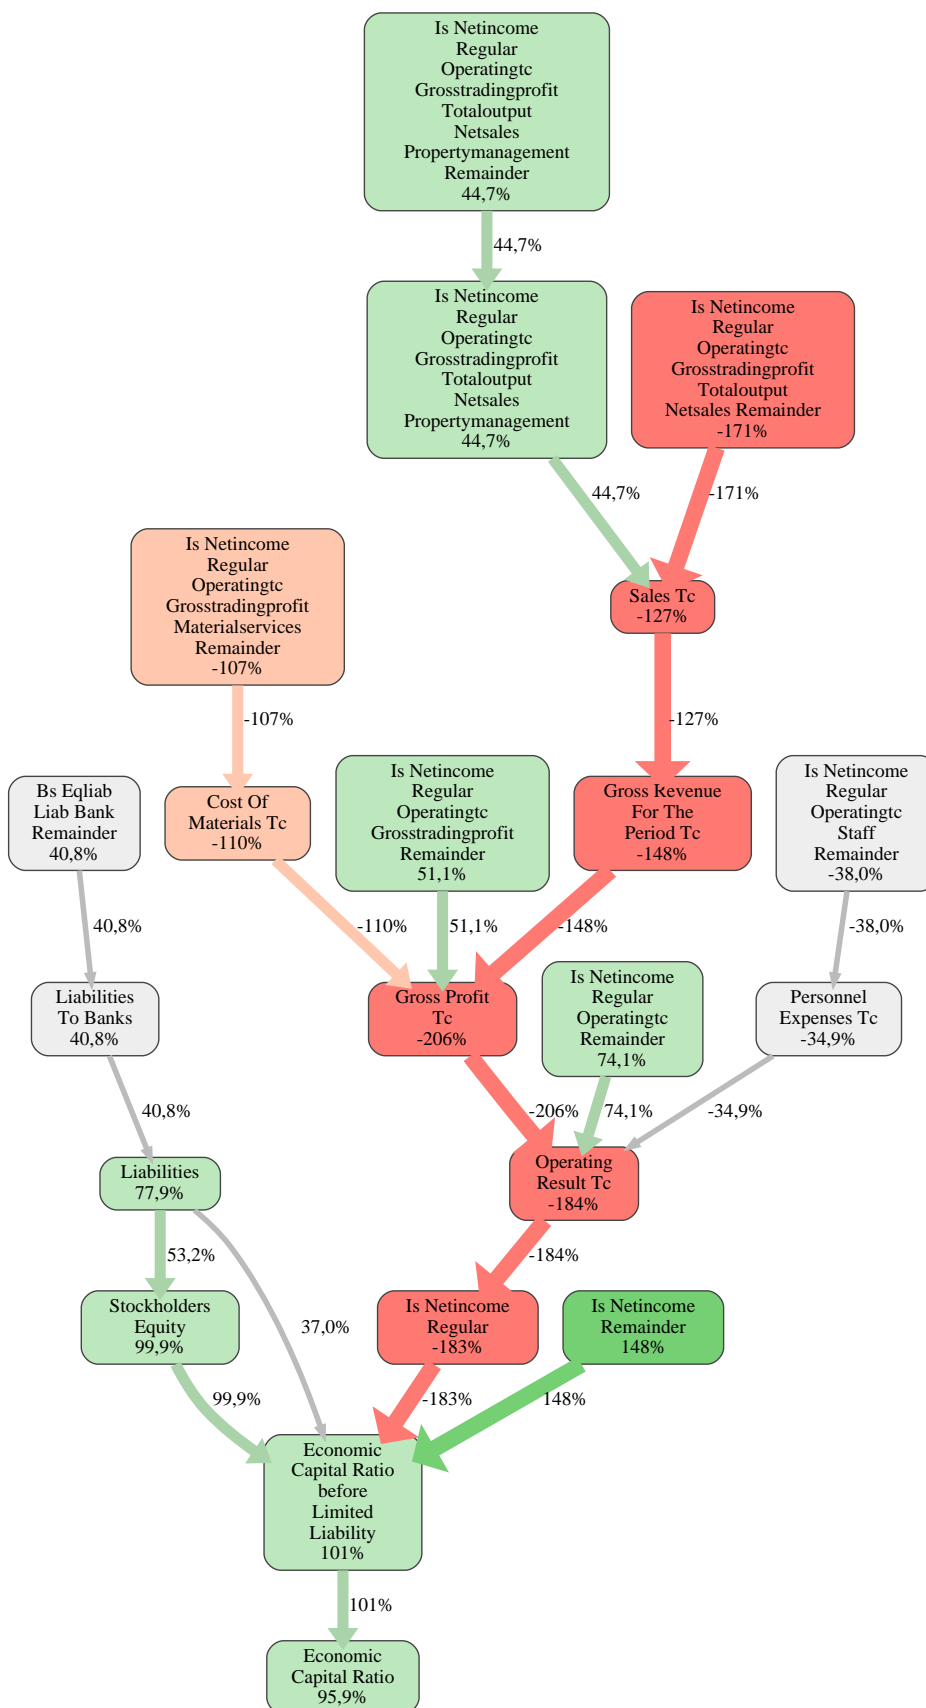 Is Netincome
Regular
Operatingtc
Grosstradingprofit
Totaloutput
Netsales
Propertymanagement
Remainder
44,7%
44,7%
Is Netincome
Regular
Operatingtc
Grosstradingprofit
Totaloutput
Netsales
Propertymanagement
44,7%
Is Netincome
Regular
Operatingtc
Grosstradingprofit
Totaloutput
Netsales Remainder
-171%
44,7%
-171%
Is Netincome
Regular
Operatingtc
Grosstradingprofit
Materialservices
Remainder
-107%
Sales Tc
-127%
-107%
-127%
Bs Eqliab
Liab Bank
Remainder
40,8%
Cost Of
Materials Tc
-110%
Is Netincome
Regular
Operatingtc
Grosstradingprofit
Remainder
51,1%
Gross Revenue
For The
Period Tc
-148%
Is Netincome
Regular
Operatingtc
Staff
Remainder
-38,0%
40,8%
-110%
51,1%
-148%
-38,0%
Liabilities
To Banks
40,8%
Gross Profit
Tc
-206%
Is Netincome
Regular
Operatingtc
Remainder
74,1%
Personnel
Expenses Tc
-34,9%
40,8%
-206%
74,1%
-34,9%
Liabilities
77,9%
Operating
Result Tc
-184%
53,2%
-184%
Stockholders
Equity
99,9%
37,0%
Is Netincome
Regular
-183%
Is Netincome
Remainder
148%
99,9%
-183%
148%
Economic
Capital Ratio
before
Limited
Liability
101%
101%
Economic
Capital Ratio
95,9%